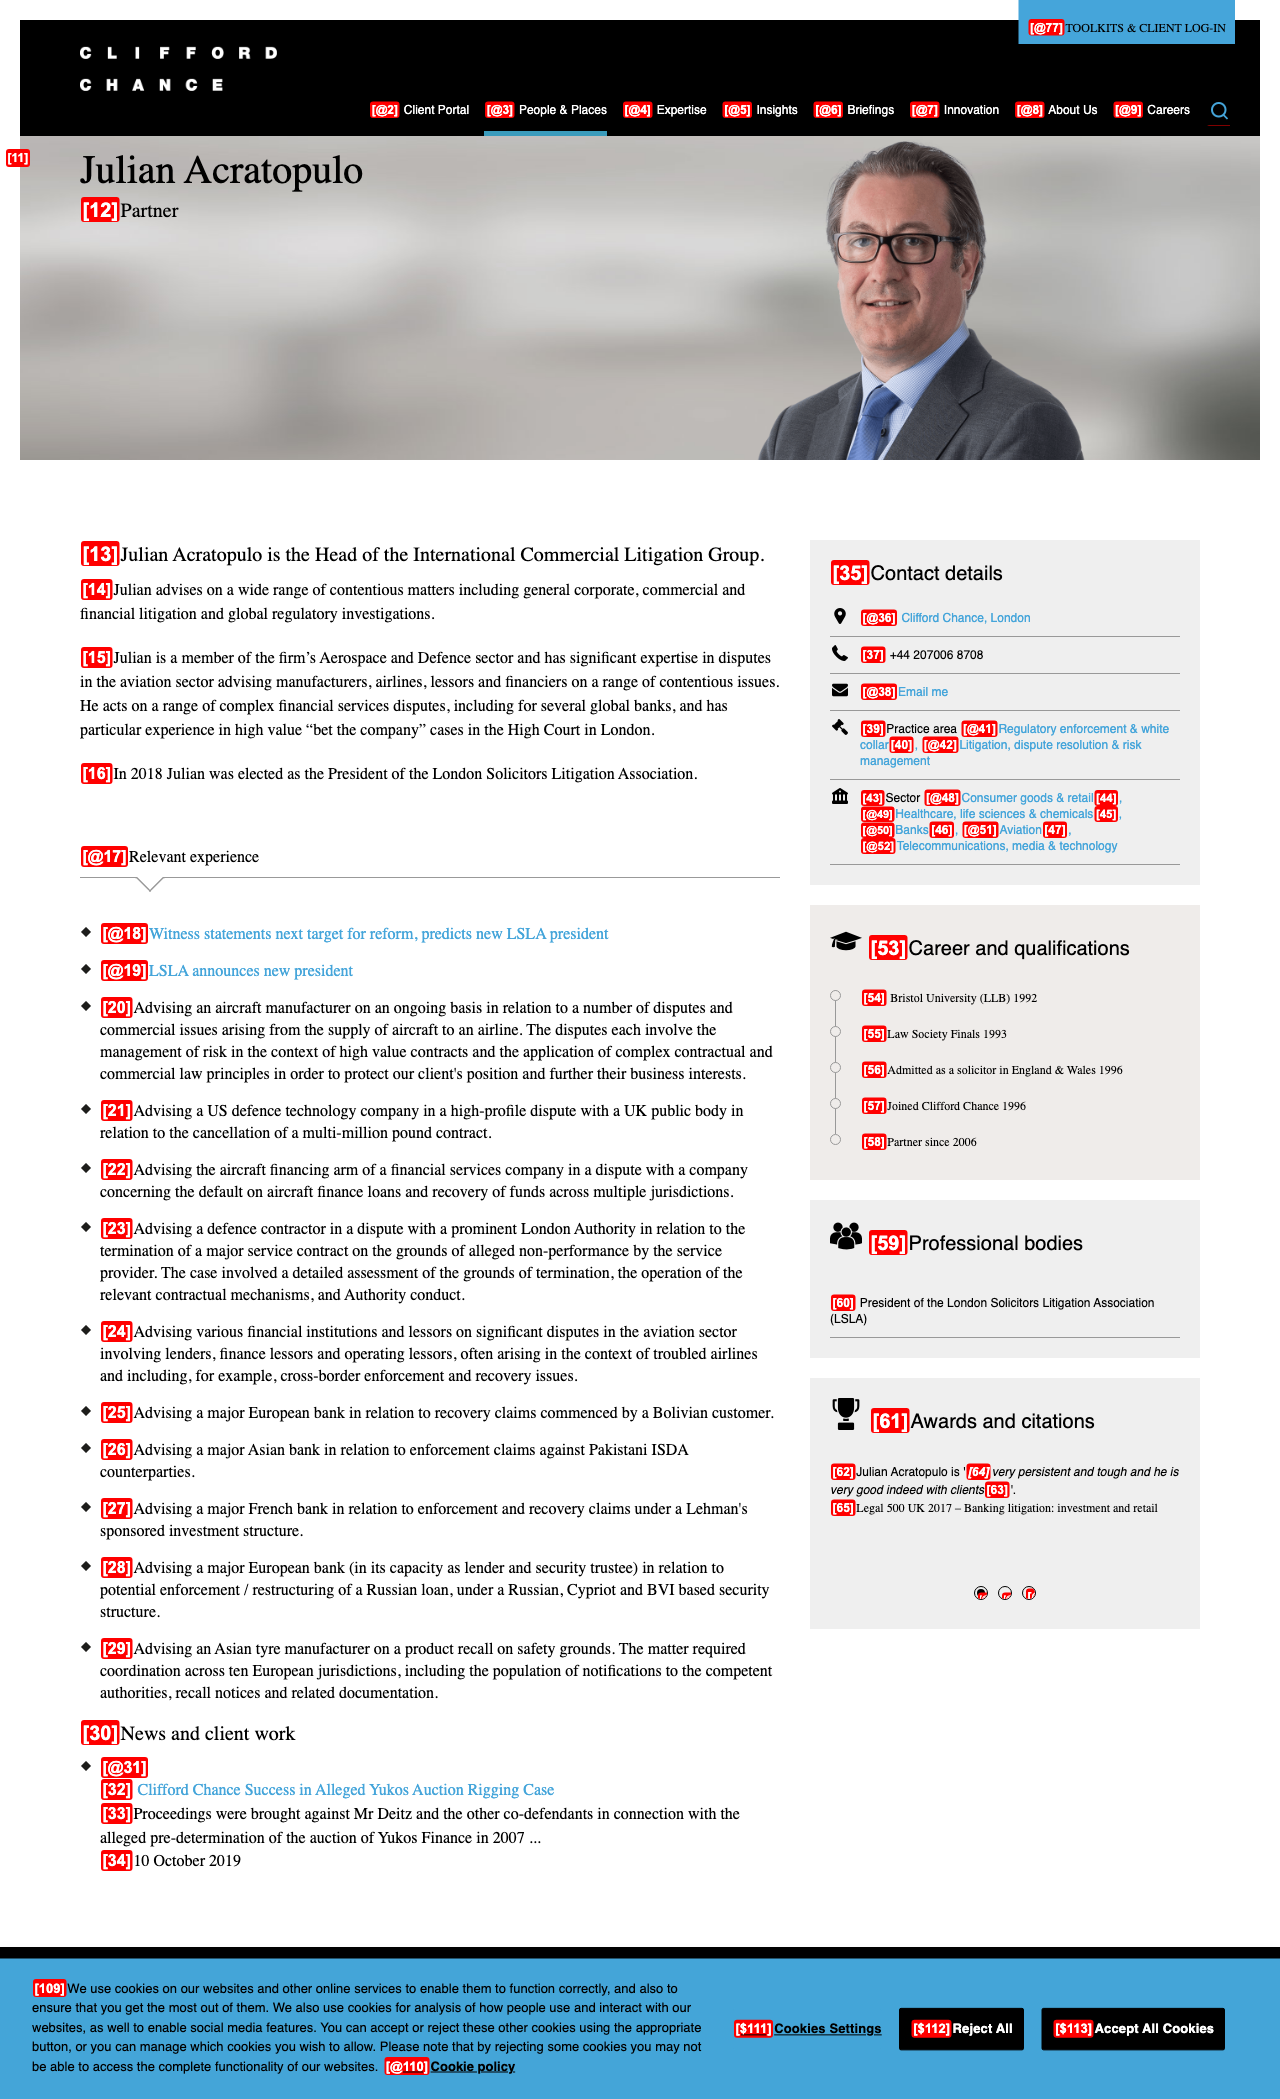 [@77]TOOLKITS & CLIENT LOG-IN
CLIFFORD
CHANCE
[@2] Client Portal [@3] People & Places [@4] Expertise [@5] Insights [@6] Briefings [@7] Innovation [@8] About Us [@9] Careers
[11]
Julian Acratopulo
[12]Partner
[13]Julian Acratopulo is the Head of the International Commercial Litigation Group.
[14]Julian advises on a wide range of contentious matters including general corporate, commercial and
financial litigation and global regulatory investigations.
[15]Julian is a member of the firm's Aerospace and Defence sector and has significant expertise in disputes
in the aviation sector advising manufacturers, airlines, lessors and financiers on a range of contentious issues.
He acts on a range of complex financial services disputes, including for several global banks, and has
particular experience in high value “bet the company” cases in the High Court in London.
[16]In 2018 Julian was elected as the President of the London Solicitors Litigation Association.
[@17]Relevant experience
[@18]Witness statements next target for reform, predicts new LSLA president
[@19]LSLA announces new president
[20]Advising an aircraft manufacturer on an ongoing basis in relation to a number of disputes and
commercial issues arising from the supply of aircraft to an airline. The disputes each involve the
management of risk in the context of high value contracts and the application of complex contractual and
commercial law principles in order to protect our client's position and further their business interests.
[21]Advising a US defence technology company in a high-profile dispute with a UK public body in
relation to the cancellation of a multi-million pound contract.
[22]Advising the aircraft financing arm of a financial services company in a dispute with a company
concerning the default on aircraft finance loans and recovery of funds across multiple jurisdictions.
[23]Advising a defence contractor in a dispute with a prominent London Authority in relation to the
termination of a major service contract on the grounds of alleged non-performance by the service
provider. The case involved a detailed assessment of the grounds of termination, the operation of the
relevant contractual mechanisms, and Authority conduct.
[24]Advising various financial institutions and lessors on significant disputes in the aviation sector
involving lenders, finance lessors and operating lessors, often arising in the context of troubled airlines
and including, for example, cross-border enforcement and recovery issues.
[25]Advising a major European bank in relation to recovery claims commenced by a Bolivian customer.
[26]Advising a major Asian bank in relation to enforcement claims against Pakistani ISDA
counterparties.
[27]Advising a major French bank in relation to enforcement and recovery claims under a Lehman's
sponsored investment structure.
[28]Advising a major European bank (in its capacity as lender and security trustee) in relation to
potential enforcement / restructuring of a Russian loan, under a Russian, Cypriot and BVI based security
structure.
[29]Advising an Asian tyre manufacturer on a product recall on safety grounds. The matter required
coordination across ten European jurisdictions, including the population of notifications to the competent
authorities, recall notices and related documentation.
[30]News and client work
[@31]
[32] Clifford Chance Success in Alleged Yukos Auction Rigging Case
[33]Proceedings were brought against Mr Deitz and the other co-defendants in connection with the
alleged pre-determination of the auction of Yukos Finance in 2007 ...
[34]10 October 2019
[35]Contact details
[@36] Clifford Chance, London
[37] +44 207006 8708
[@38]Email me
[39]Practice area [@41]Regulatory enforcement & white
collar[40], [@42]Litigation, dispute resolution & risk
management
[43]Sector [@48]Consumer goods & retail[44],
[@49]Healthcare, life sciences & chemicals[45],
[@50]Banks[46], [@51]Aviation[47],
[@52]Telecommunications, media & technology
[53]Career and qualifications
[54] Bristol University (LLB) 1992
[55]Law Society Finals 1993
[56]Admitted as a solicitor in England & Wales 1996
[57]Joined Clifford Chance 1996
[58]Partner since 2006
[59]Professional bodies
[60] President of the London Solicitors Litigation Association
(LSLA)
[61]Awards and citations
[62]Julian Acratopulo is '[64]very persistent and tough and he is
very good indeed with clients[63]'.
[65]Legal 500 UK 2017 – Banking litigation: investment and retail
[109]We use cookies on our websites and other online services to enable them to function correctly, and also to
ensure that you get the most out of them. We also use cookies for analysis of how people use and interact with our
websites, as well to enable social media features. You can accept or reject these other cookies using the appropriate
button, or you can manage which cookies you wish to allow. Please note that by rejecting some cookies you may not
be able to access the complete functionality of our websites. [@110]Cookie policy
[$111]Cookies Settings [$112]Reject All [$113]Accept All Cookies